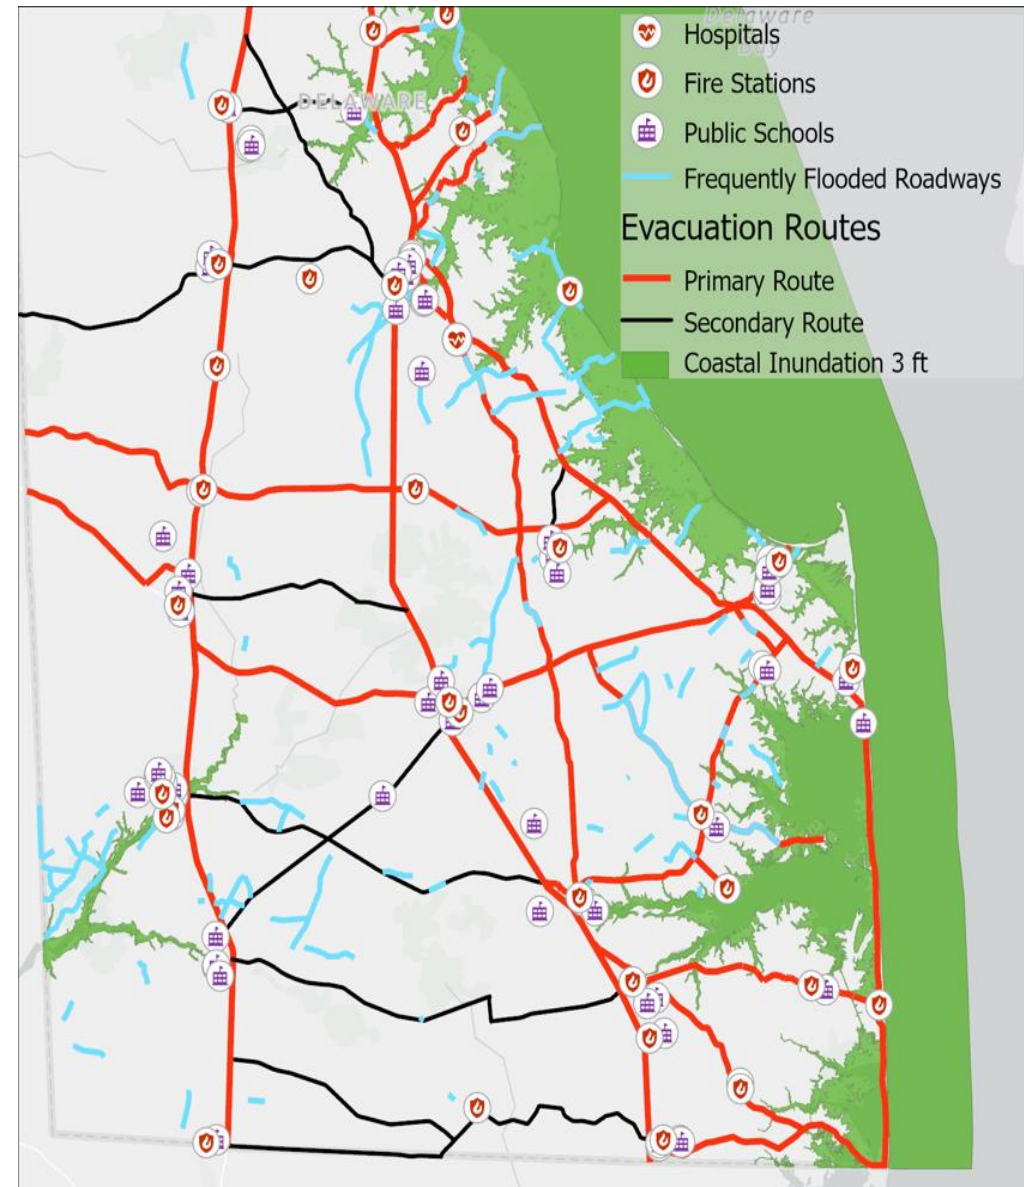 Delaware
Bay
Hospitals
Fire Stations
DELAWARE
Public Schools
Frequently Flooded Roadways
Evacuation Routes
Primary Route
Secondary Route
Coastal Inundation 3 ft